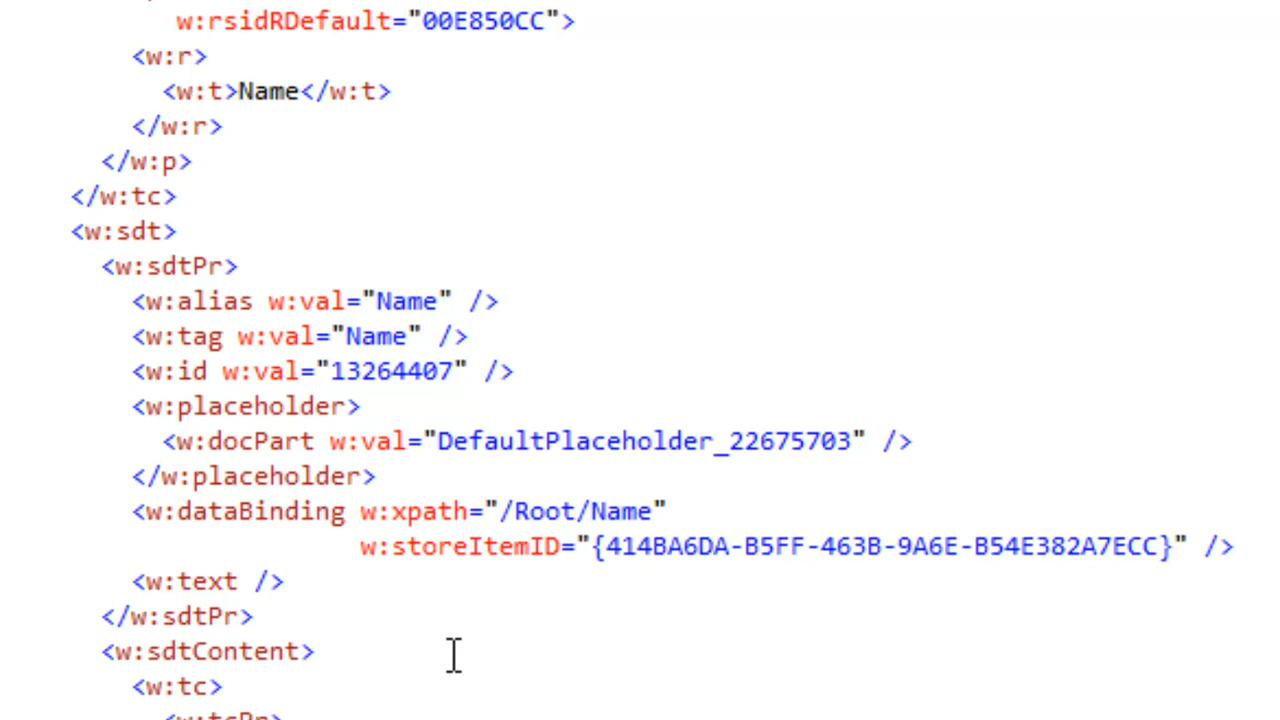 w:rsidRDefault="00E850CC">
<w:r>
<w:t>Name</w:t>
</w:r>
</w:p>
</w:tc>
<w:sdt>
<w:sdtPr>
<w:alias w:val="Name" />
<w:tag w:val="Name" />
<w:id w:val="13264407" />
<w:placeholder>
<w:docPart w:val="DefaultPlaceholder_22675703" />
</w:placeholder>
<w:dataBinding w:xpath="/Root/Name"
w:storeItemID="{414BA6DA-B5FF-463B-9A6E-B54E382A7ECC}" />
<w:text />
</w:sdtPr>
<w:sdtContent>
<w:tc>
<w:tcPr>